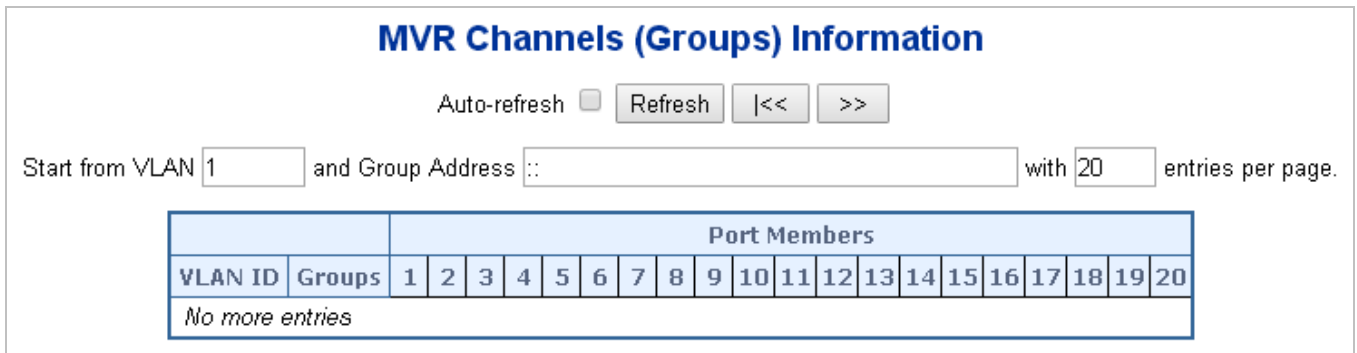 MVR Channels (Groups) Information
Auto-refresh Refresh |<< >>
Start from VLAN 1 and Group Address :: with 20 entries per page.
Port Members
VLAN ID Groups 1 2 3 4 5 6 7 8 9 10 11 12 13 14 15 16 17 18 19 20
No more entries